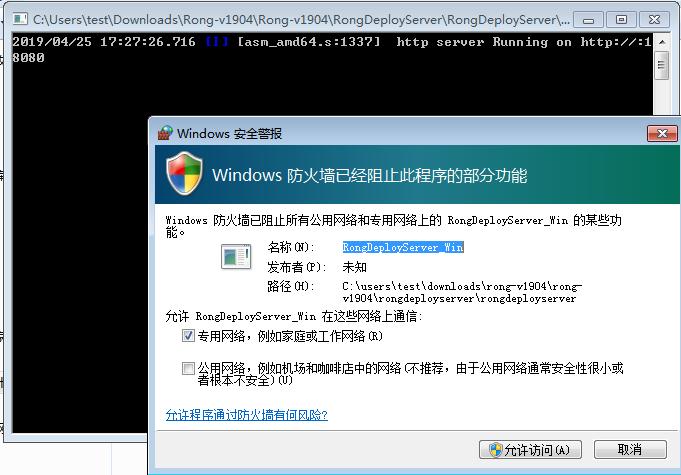 C:\Users\test\Downloads\Rong-v1904\Rong-v1904\RongDeployServer\RongDeployServer\...
2019/04/25 17:27:26.716 [I] [asm_amd64.s:1337]  http server Running on http://:1
8080
Windows 安全警报
Windows 防火墙已经阻止此程序的部分功能
Windows 防火墙已阻止所有公用网络和专用网络上的 RongDeployServer_Win 的某些功
能。
名称(N): RongDeployServer_Win
发布者(P): 未知
路径(H): C:\users\test\downloads\rong-v1904\rong-
v1904\rongdeployserver\rongdeployserver
允许 RongDeployServer_Win 在这些网络上通信:
专用网络，例如家庭或工作网络(R)
公用网络，例如机场和咖啡店中的网络(不推荐，由于公用网络通常安全性很小或
者根本不安全)(U)
允许程序通过防火墙有何风险?
允许访问(A) 取消